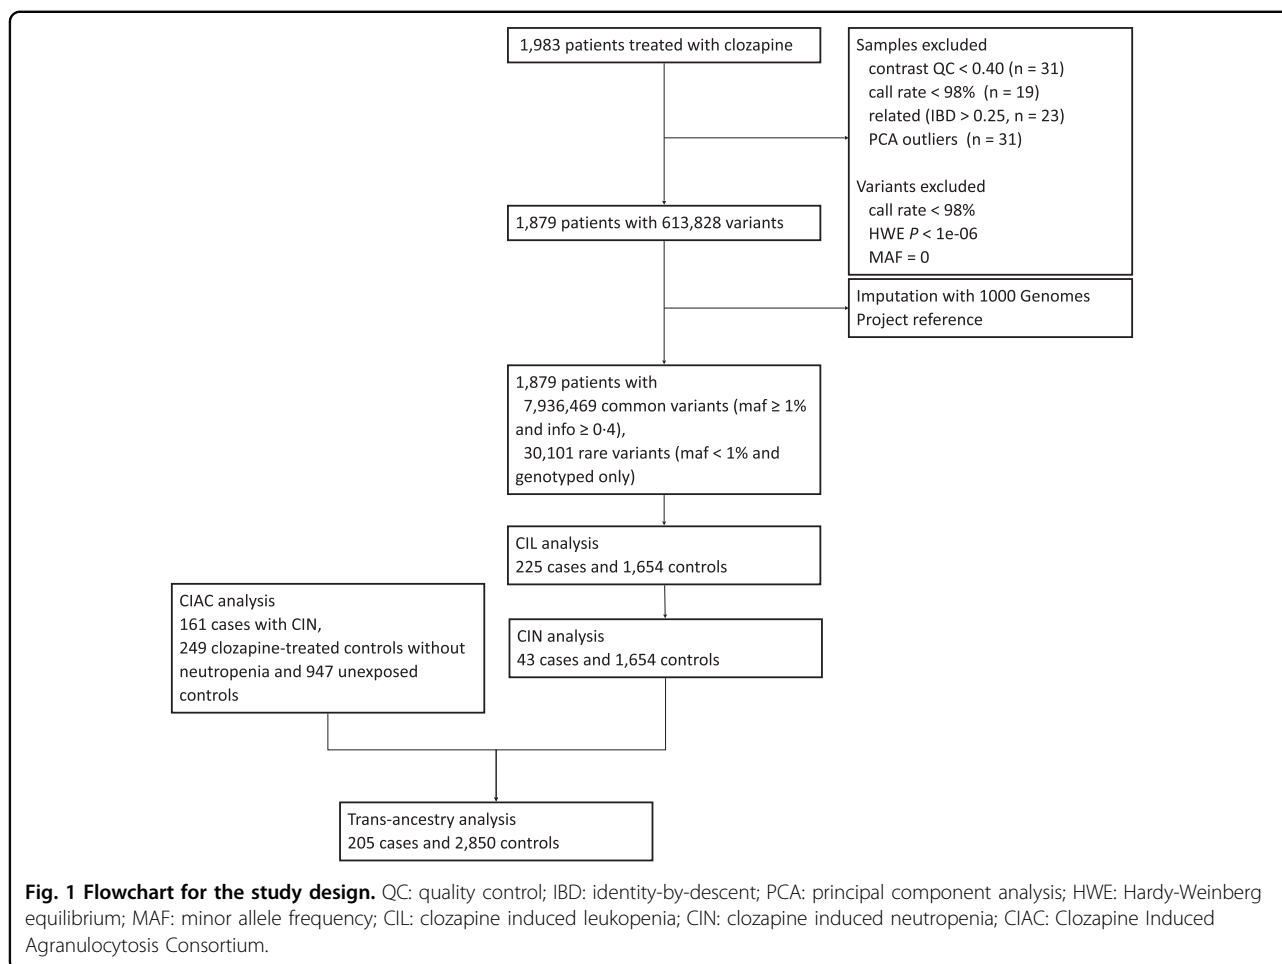 1,983 patients treated with clozapine
Samples excluded
contrast QC < 0.40 (n = 31)
call rate < 98% (n = 19)
related (IBD > 0.25, n = 23)
PCA outliers (n = 31)
Variants excluded
call rate < 98%
HWE P < 1e-06
MAF = 0
1,879 patients with 613,828 variants
Imputation with 1000 Genomes
Project reference
1,879 patients with
7,936,469 common variants (maf ≥ 1%
and info ≥ 0·4),
30,101 rare variants (maf < 1% and
genotyped only)
CIL analysis
225 cases and 1,654 controls
CIAC analysis
161 cases with CIN,
249 clozapine-treated controls without
neutropenia and 947 unexposed
controls
CIN analysis
43 cases and 1,654 controls
Trans-ancestry analysis
205 cases and 2,850 controls
Fig. 1 Flowchart for the study design. QC: quality control; IBD: identity-by-descent; PCA: principal component analysis; HWE: Hardy-Weinberg
equilibrium; MAF: minor allele frequency; CIL: clozapine induced leukopenia; CIN: clozapine induced neutropenia; CIAC: Clozapine Induced
Agranulocytosis Consortium.